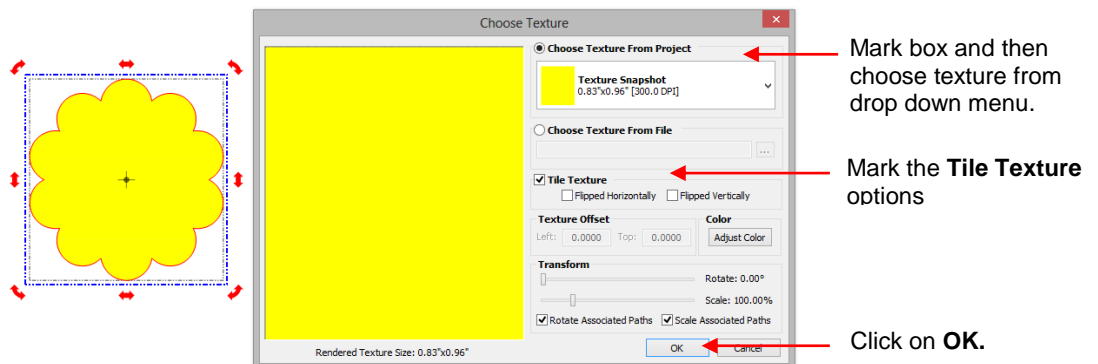 Choose Texture
Choose Texture From Project
Texture Snapshot
0.83"x0.96" [300.0 DPI]
Choose Texture From File
...
Tile Texture
Flipped Horizontally Flipped Vertically
Texture Offset
Left: 0.0000 Top: 0.0000
Color
Adjust Color
Transform
Rotate: 0.00°
Scale: 100.00%
Rotate Associated Paths Scale Associated Paths
Rendered Texture Size: 0.83"x0.96"
OK Cancel
Mark box and then
choose texture from
drop down menu.
Mark the Tile Texture
options
Click on OK.